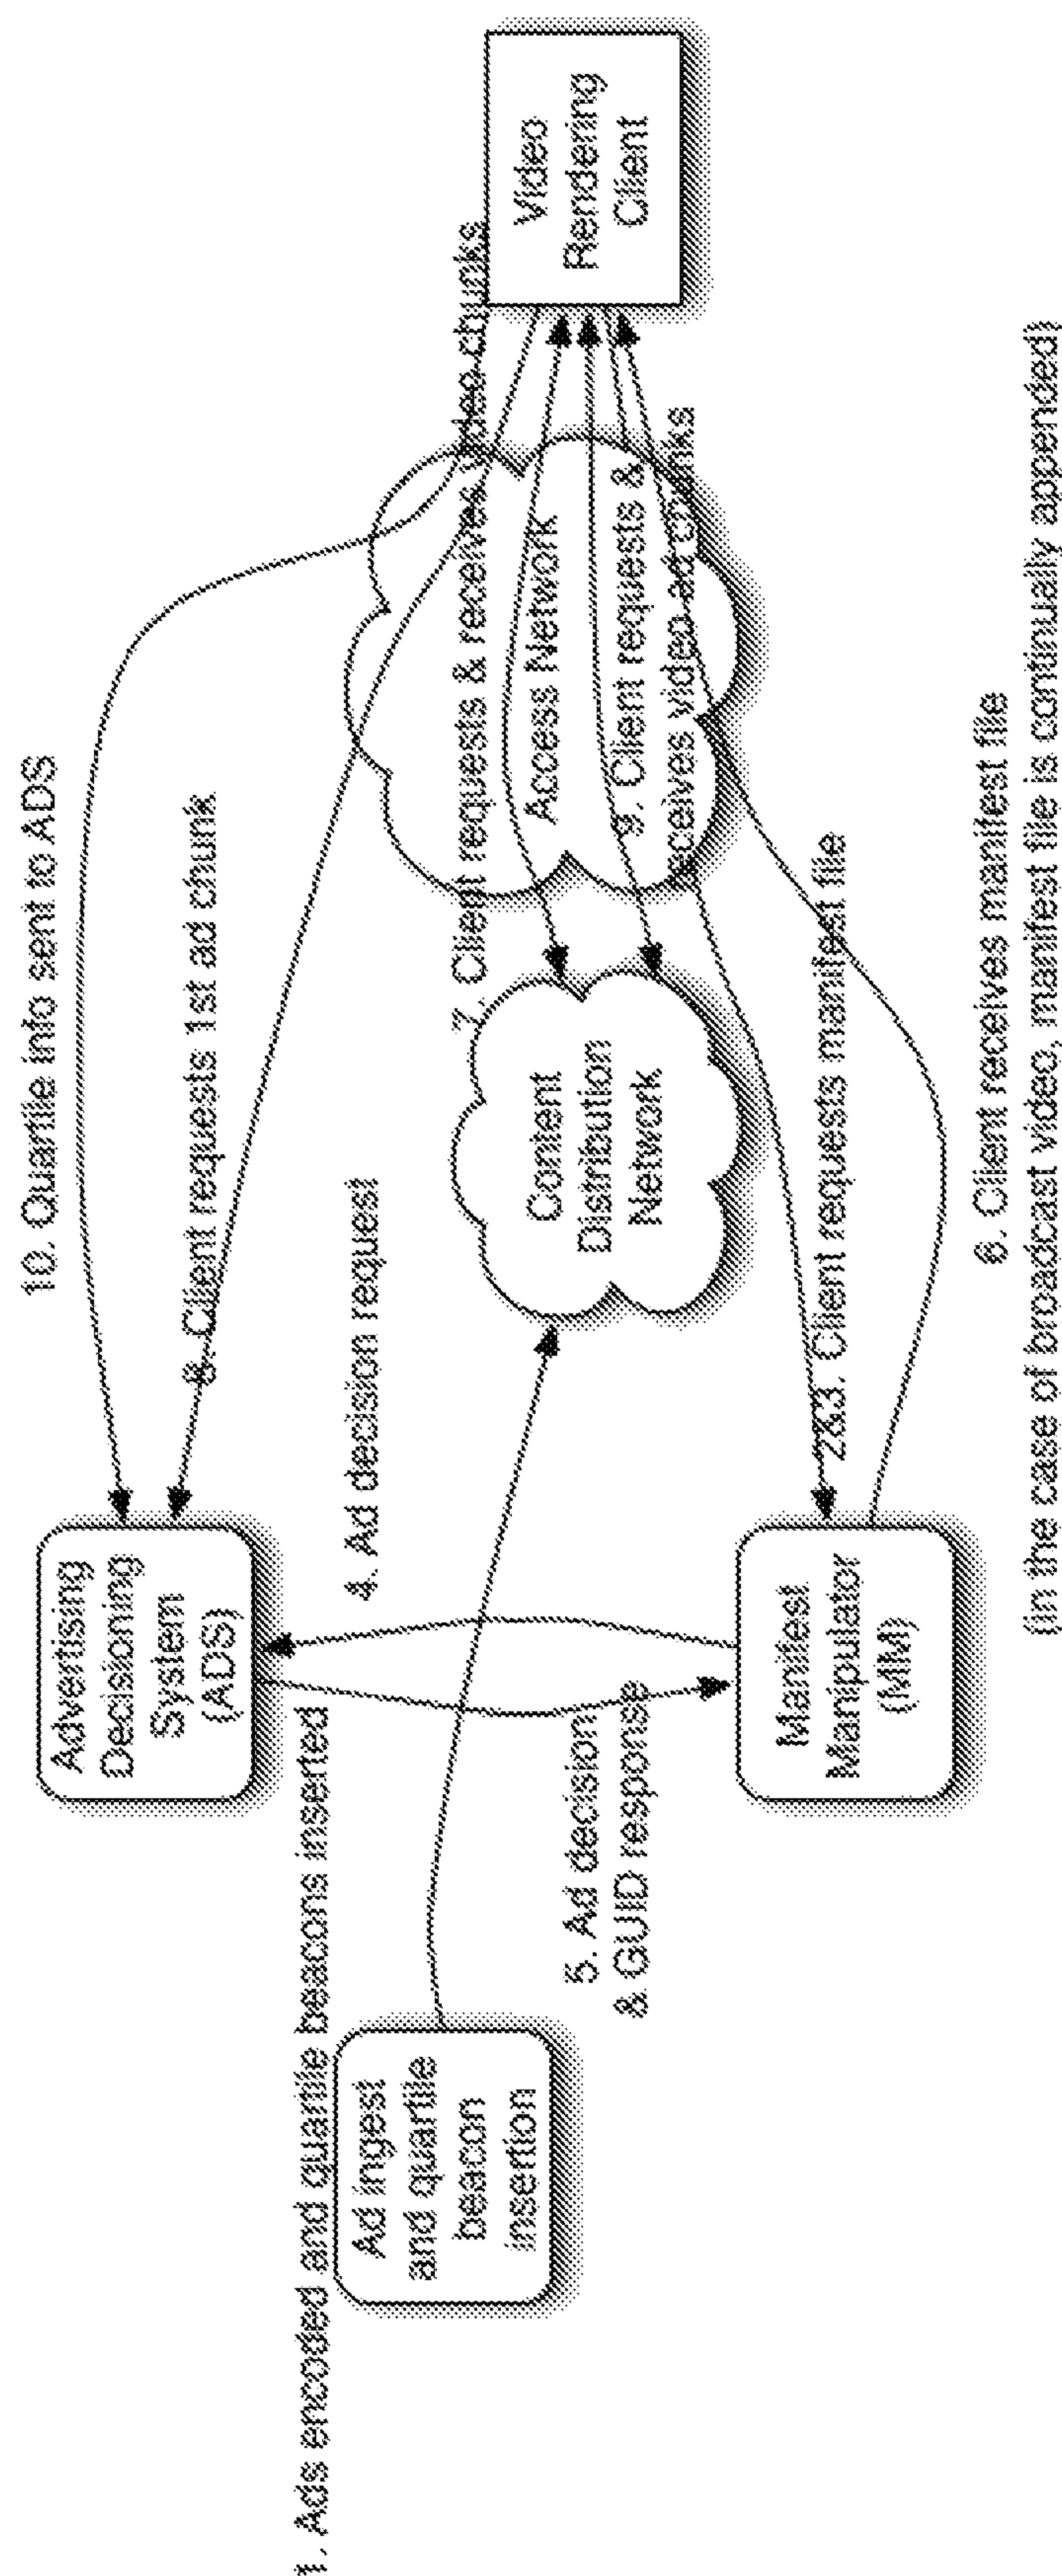 10. Quartile info sent to ADS
8. Client requests 1st ad chunk
Advertising
Decisioning
System
(ADS)
1. Ads encoded and quartile beacons inserted
4. Ad decision request
7. Client requests & receives video chunks
Ad ingest
and quartile
beacon
insertion
Content
Distribution
Network
Access Network
Video
Rendering
Client
5. Ad decision
& GUID response
9. Client requests &
receives video ad chunks
Manifest
Manipulator
(MM)
2&3. Client requests manifest file
6. Client receives manifest file
(in the case of broadcast video, manifest file is continually appended)